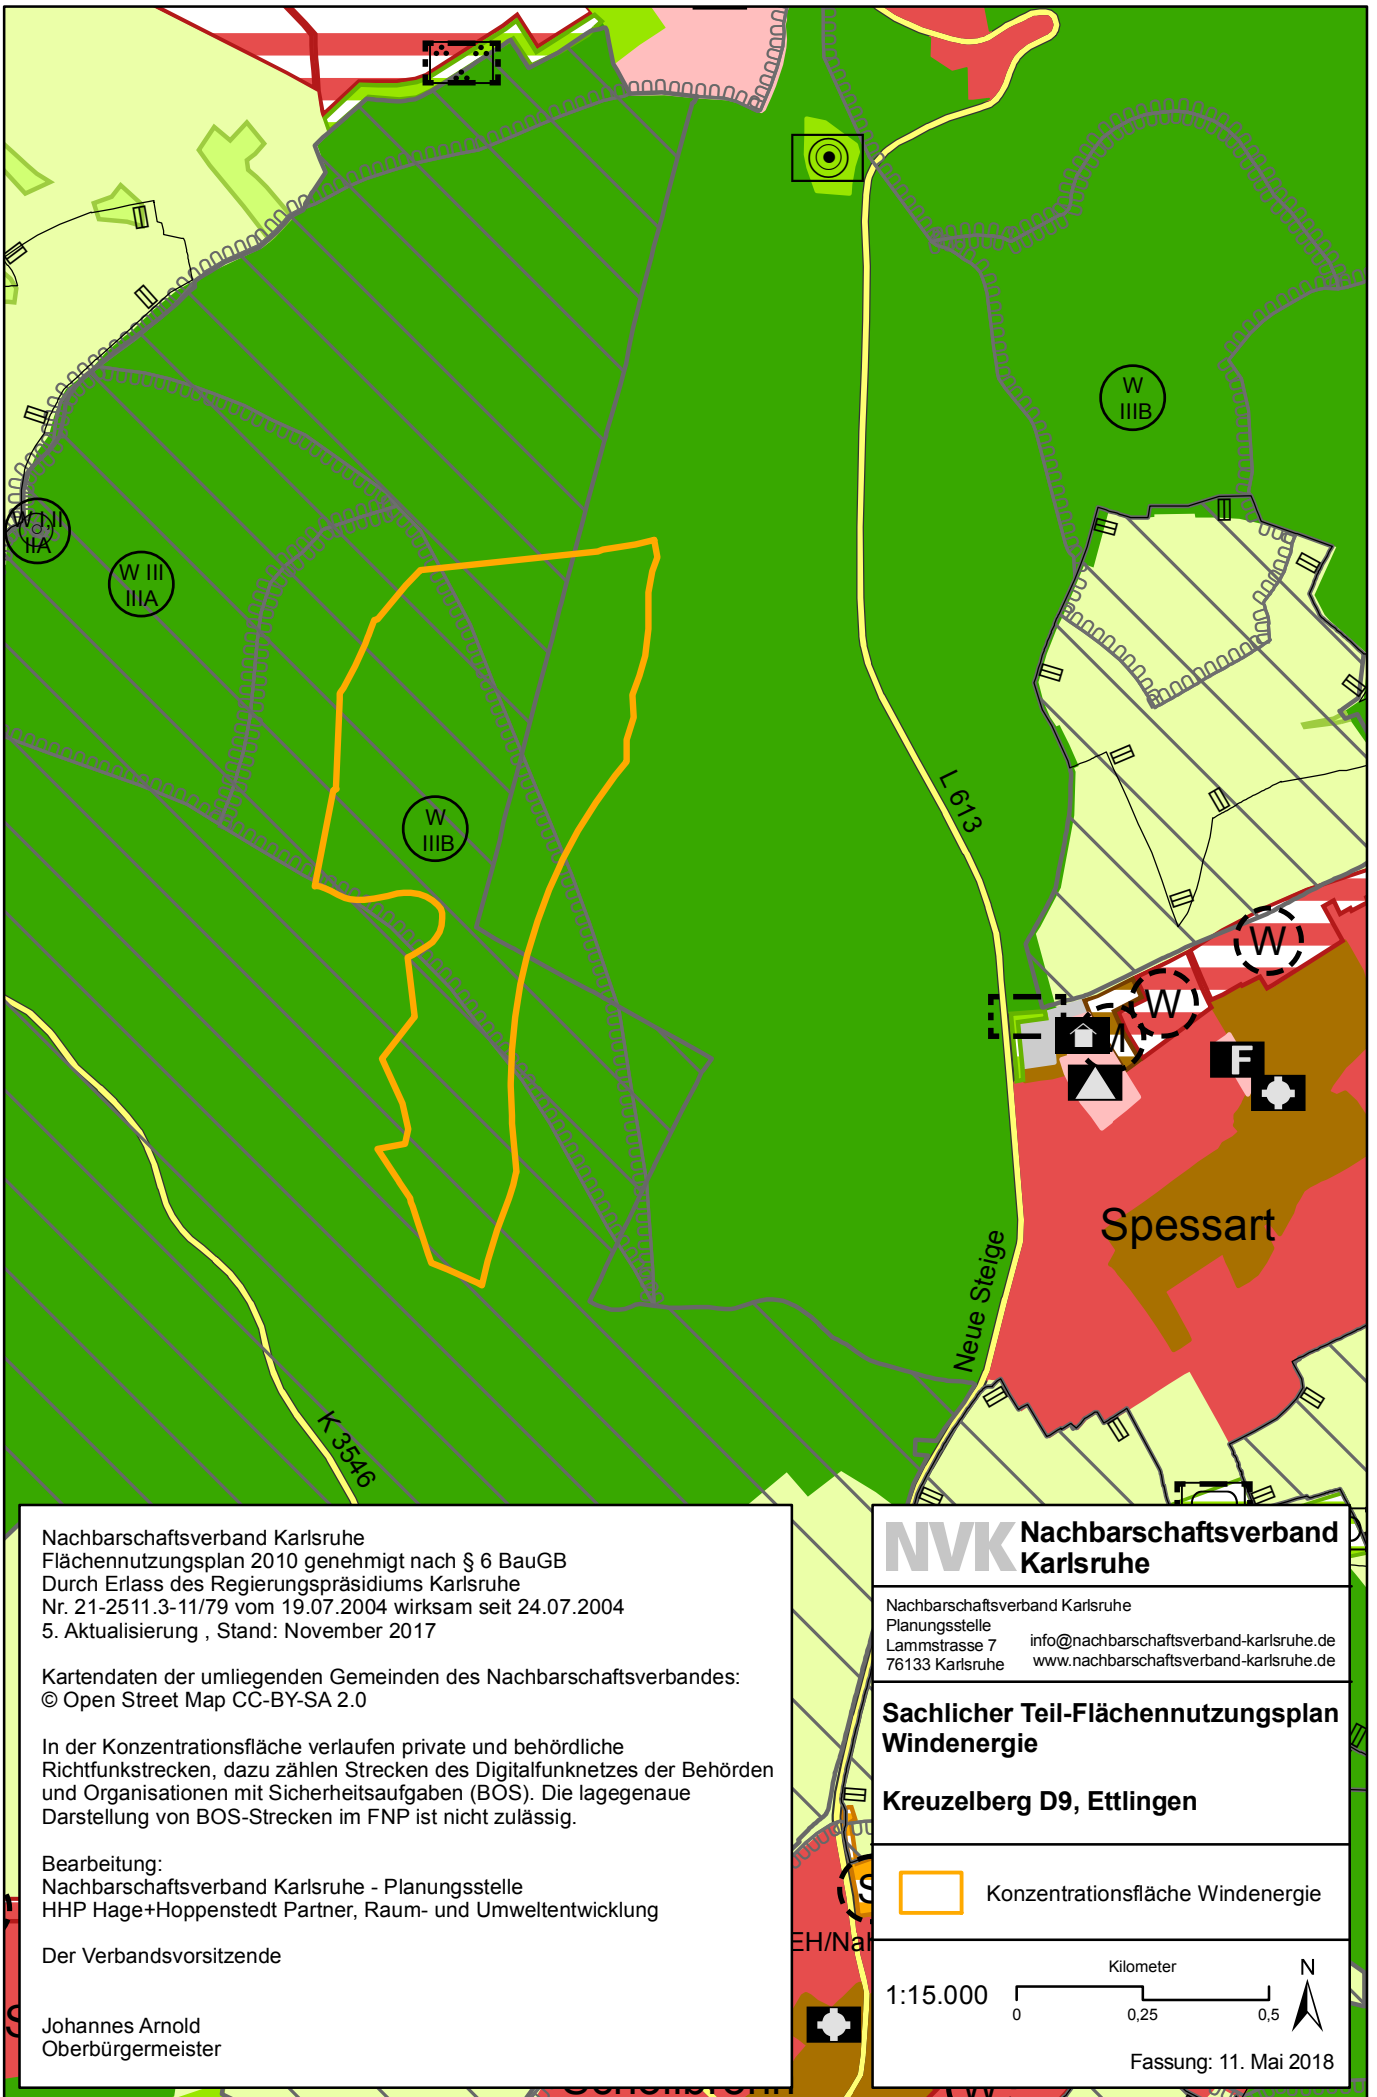 W
IIIB
W I,II
IIA
W III
IIIA
W
IIIB
L 613
W
W
M
F
Spessart
Neue Steige
K 3546
Nachbarschaftsverband Karlsruhe
Flächennutzungsplan 2010 genehmigt nach § 6 BauGB
Durch Erlass des Regierungspräsidiums Karlsruhe
Nr. 21-2511.3-11/79 vom 19.07.2004 wirksam seit 24.07.2004
5. Aktualisierung , Stand: November 2017
Kartendaten der umliegenden Gemeinden des Nachbarschaftsverbandes:
© Open Street Map CC-BY-SA 2.0
In der Konzentrationsfläche verlaufen private und behördliche
Richtfunkstrecken, dazu zählen Strecken des Digitalfunknetzes der Behörden
und Organisationen mit Sicherheitsaufgaben (BOS). Die lagegenaue
Darstellung von BOS-Strecken im FNP ist nicht zulässig.
Bearbeitung:
Nachbarschaftsverband Karlsruhe - Planungsstelle
HHP Hage+Hoppenstedt Partner, Raum- und Umweltentwicklung
Der Verbandsvorsitzende
Johannes Arnold
Oberbürgermeister
S
EH/Nah
NVK Nachbarschaftsverband
Karlsruhe
Nachbarschaftsverband Karlsruhe
Planungsstelle
Lammstrasse 7 info@nachbarschaftsverband-karlsruhe.de
76133 Karlsruhe www.nachbarschaftsverband-karlsruhe.de
Sachlicher Teil-Flächennutzungsplan
Windenergie
Kreuzelberg D9, Ettlingen
Konzentrationsfläche Windenergie
Kilometer
1:15.000
0 0,25 0,5
N
Fassung: 11. Mai 2018